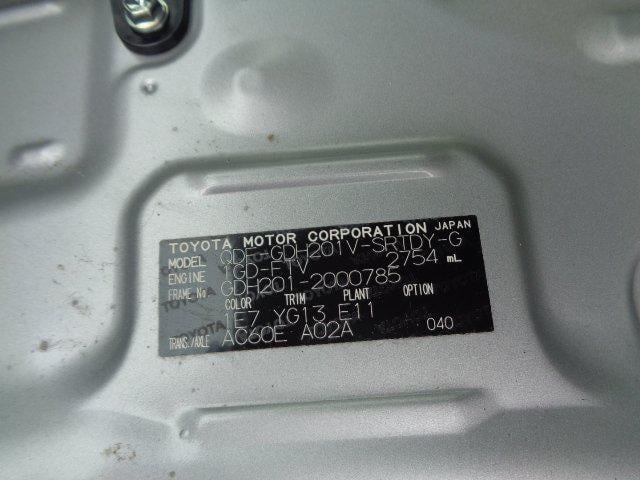 TOYOTA MOTOR CORPORATION JAPAN
MODEL QDF-GDH201V-SRTDY-G
ENGINE 1GD-FTV 2754 mL
FRAME No. GDH201-2000785
COLOR TRIM PLANT OPTION
1E7 YG13 E11
TRANS./AXLE AC60E A02A 040